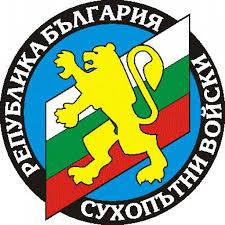 РЕПУБЛИКА БЪЛГАРИЯ
СУХОПЪТНИ ВОЙСКИ